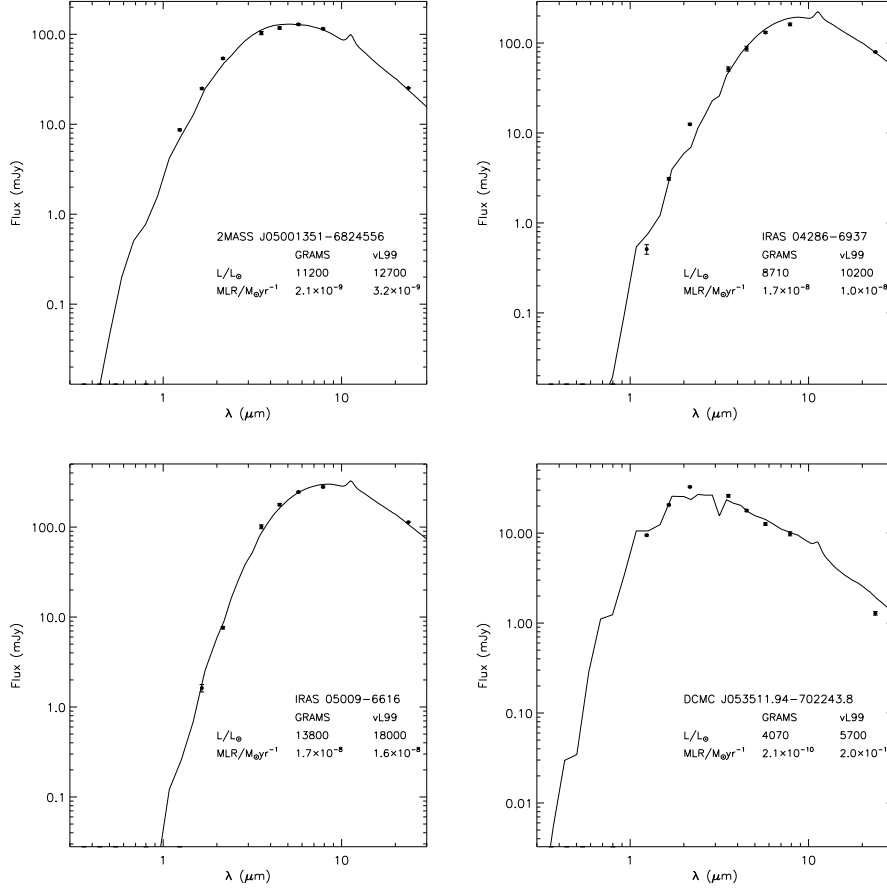 100.0
10.0
1.0
0.1
Flux (mJy)
2MASS J05001351−6824556
GRAMS vL99
L/L⊙ 11200 12700
MLR/M⊙yr⁻¹ 2.1×10⁻⁹ 3.2×10⁻⁹
1 10
λ (μm)
100.0
10.0
1.0
0.1
Flux (mJy)
IRAS 04286−6937
GRAMS vL99
L/L⊙ 8710 10200
MLR/M⊙yr⁻¹ 1.7×10⁻⁸ 1.0×10⁻⁸
1 10
λ (μm)
100.0
10.0
1.0
0.1
Flux (mJy)
IRAS 05009−6616
GRAMS vL99
L/L⊙ 13800 18000
MLR/M⊙yr⁻¹ 1.7×10⁻⁸ 1.6×10⁻⁸
1 10
λ (μm)
10.00
1.00
0.10
0.01
Flux (mJy)
DCMC J053511.94−702243.8
GRAMS vL99
L/L⊙ 4070 5700
MLR/M⊙yr⁻¹ 2.1×10⁻¹⁰
1 10
λ (μm)